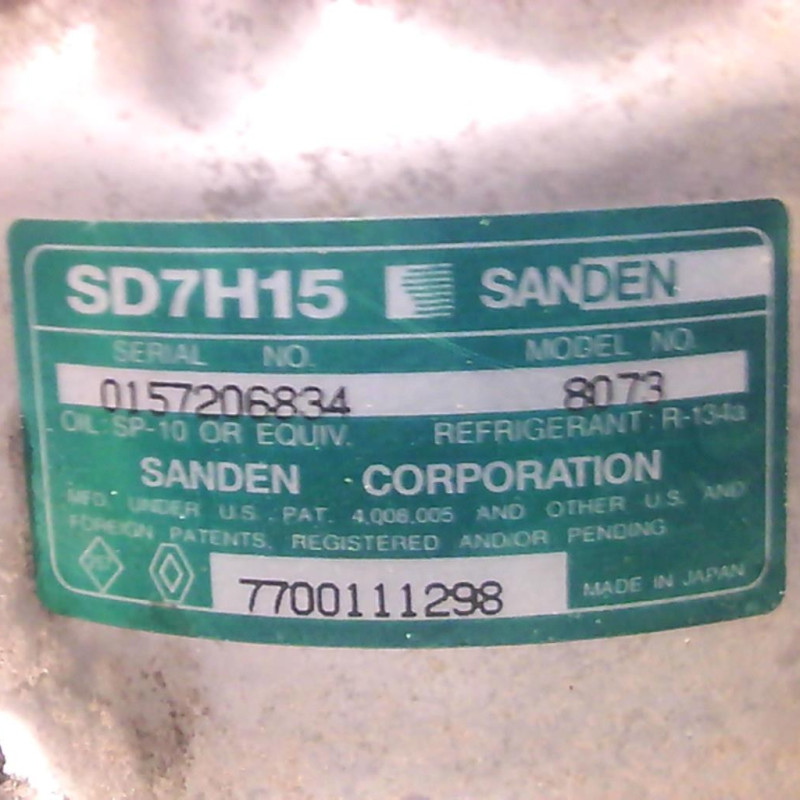 SD7H15 SANDEN
SERIAL NO. MODEL NO.
0157206834 8073
OIL: SP-10 OR EQUIV. REFRIGERANT: R-134a
SANDEN CORPORATION
MFD. UNDER U.S. PAT. 4.006.005 AND OTHER U.S. AND
FOREIGN PATENTS. REGISTERED AND/OR PENDING
7700111298 MADE IN JAPAN